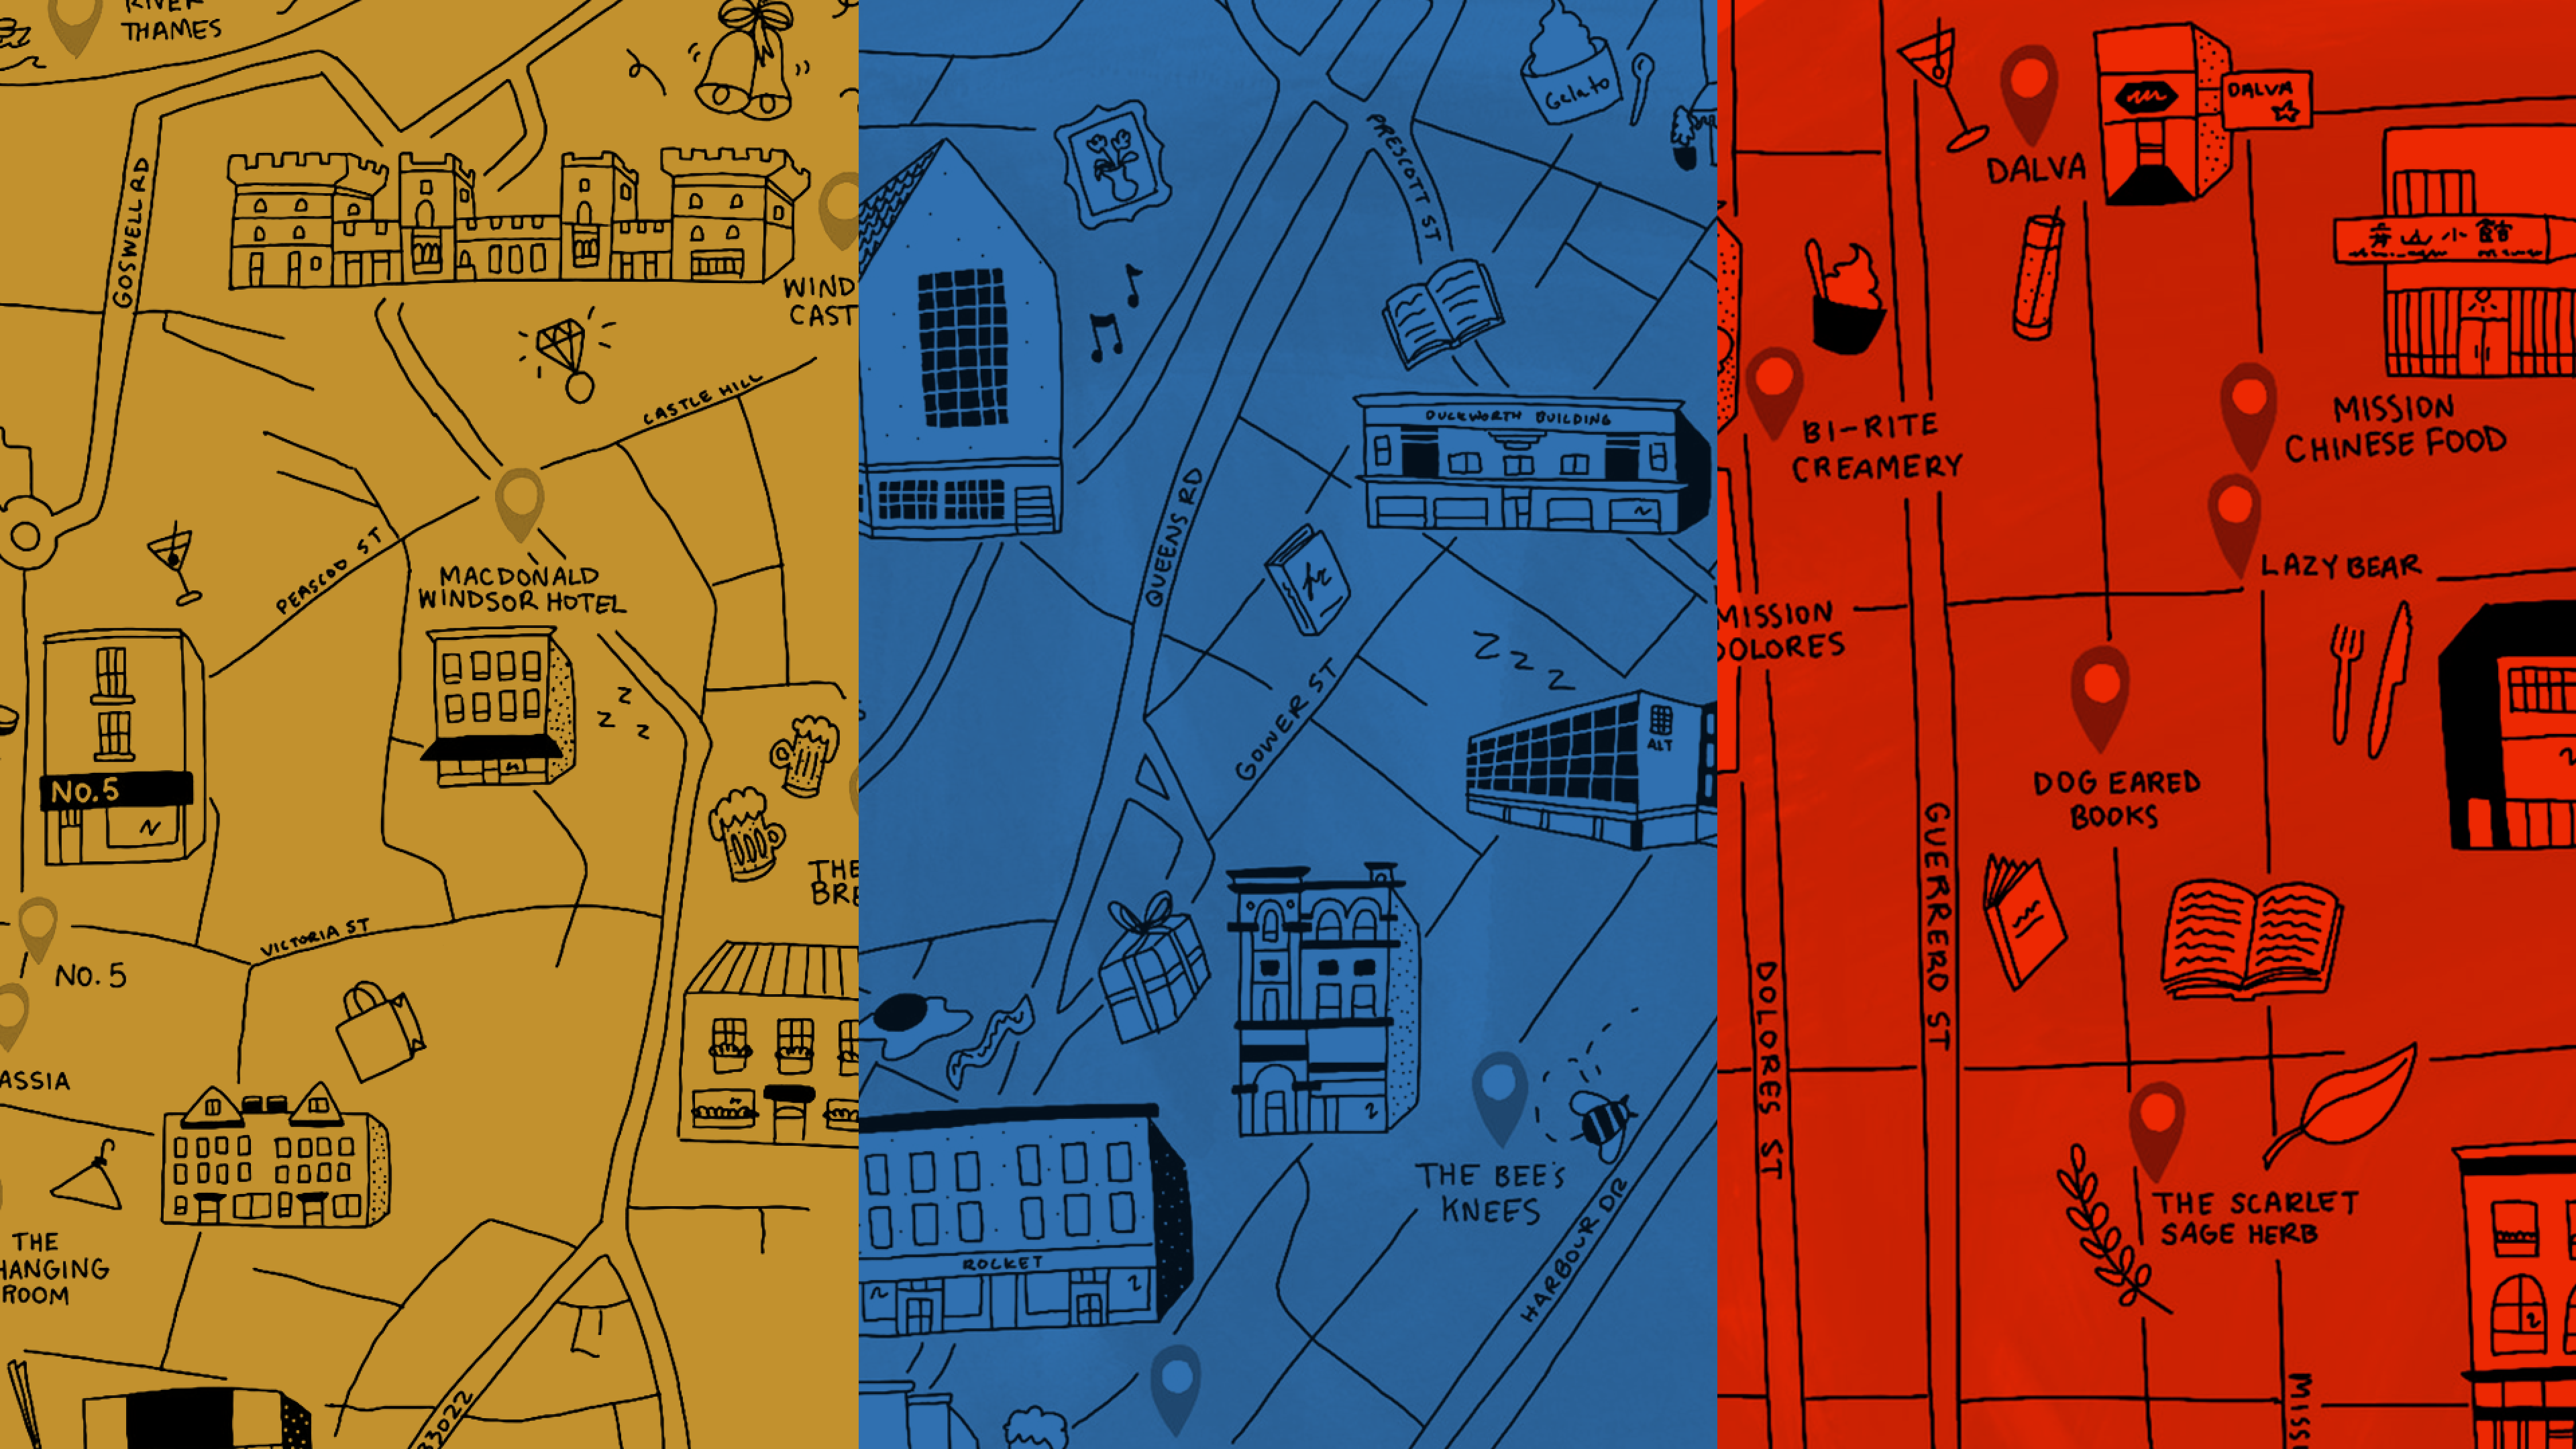 RIVER
THAMES
GOSWELL RD
WIND
CAST
CASTLE HILL
PEASCOD ST
MACDONALD
WINDSOR HOTEL
Z
Z
Z
No.5
THE
BRE
VICTORIA ST
NO.5
ASSIA
THE
HANGING
ROOM
33022
Gelato
PRESCOTT ST
DUCKWORTH BUILDING
QUEENS RD
Z
Z
Z
GOWER ST
ALT
THE BEE'S
KNEES
HARBOUR DR
ROCKET
DALVA
DALVA
MISSION
CHINESE FOOD
BI-RITE
CREAMERY
LAZY BEAR
MISSION
DOLORES
DOG EARED
BOOKS
GUERRERO ST
DOLORES ST
THE SCARLET
SAGE HERB
MISSI